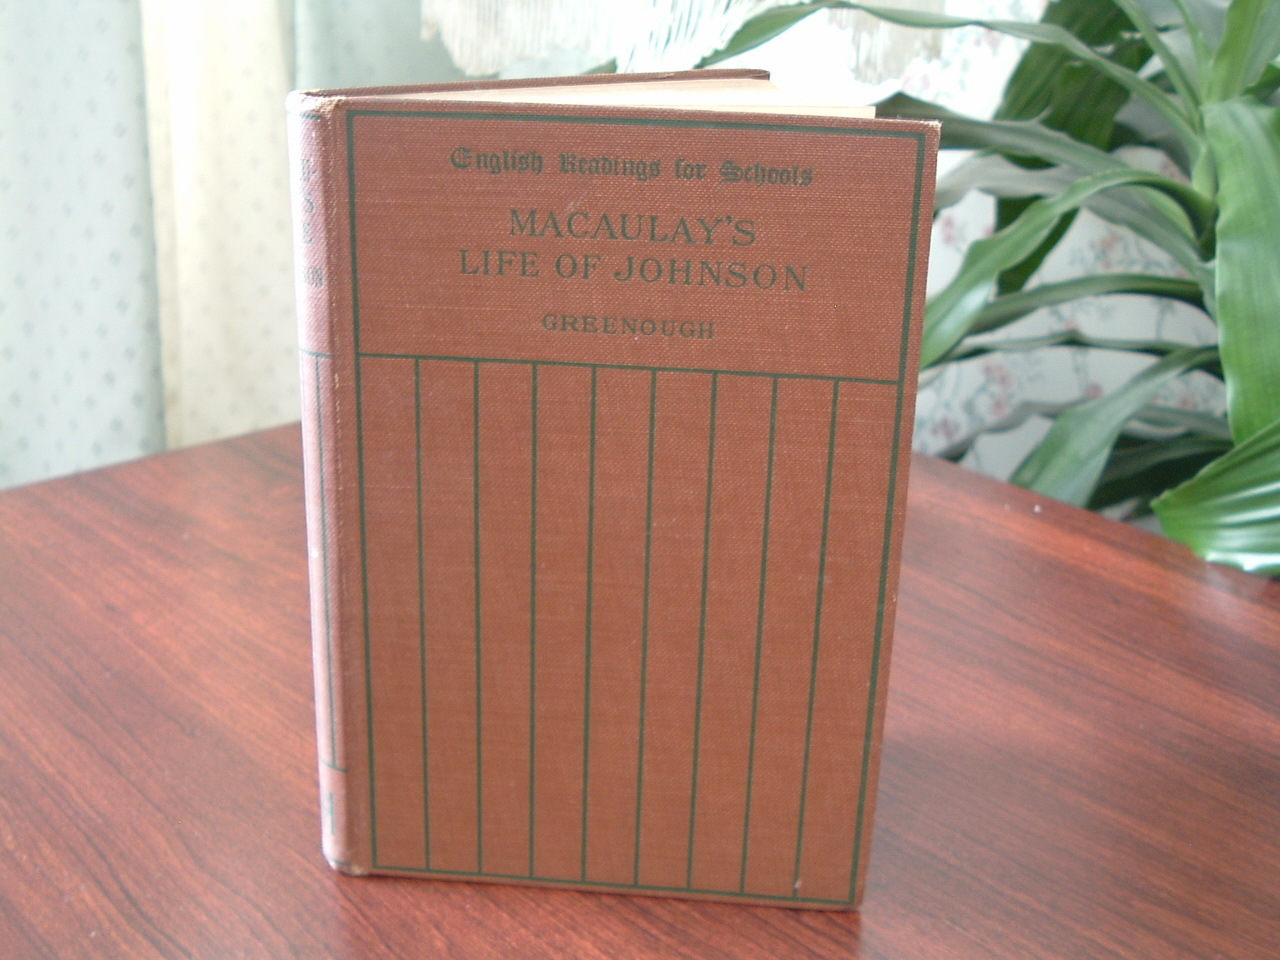 English Readings for Schools
MACAULAY'S
LIFE OF JOHNSON
GREENOUGH